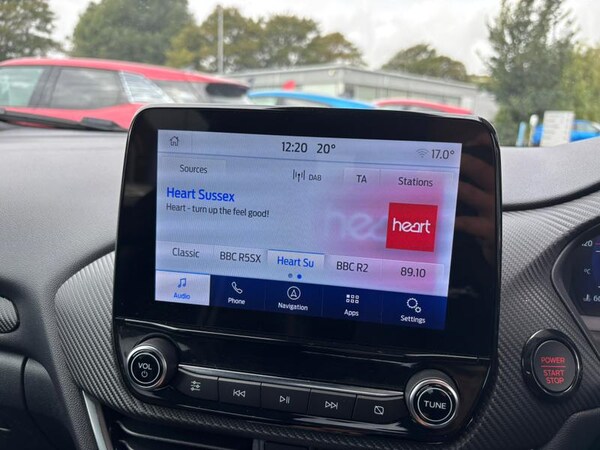 12:20 20° 17.0°
Sources DAB TA Stations
Heart Sussex
Heart - turn up the feel good!
heart
Classic BBC R5SX Heart Su BBC R2 89.10
Audio Phone Navigation Apps Settings
VOL
TUNE
POWER
START
STOP